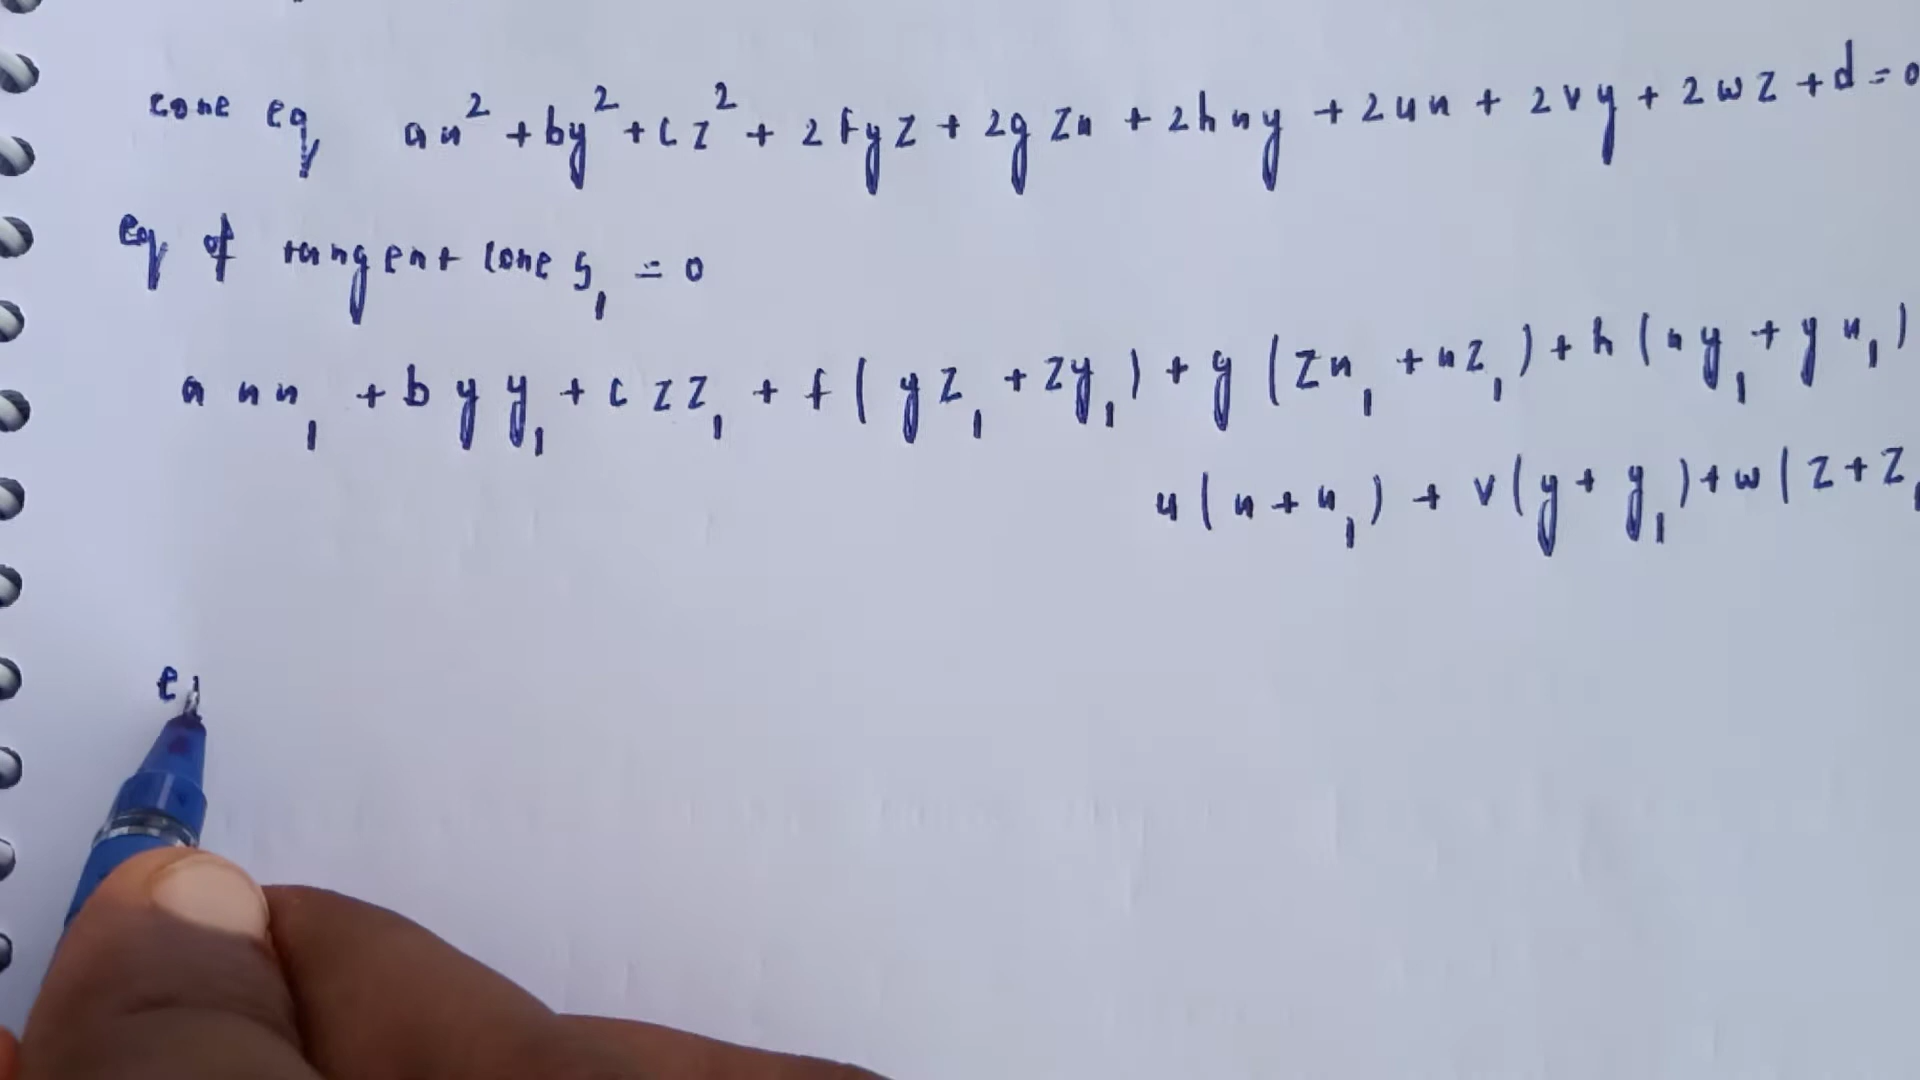 cone eq ax² + by² + cz² + 2fyz + 2gzx + 2hxy + 2ux + 2vy + 2wz + d = 0
eq of tangent cone S₁ = 0
axx₁ + byy₁ + czz₁ + f(yz₁ + zy₁) + g(zx₁ + xz₁) + h(xy₁ + yx₁)
u(x + x₁) + v(y + y₁) + w(z + z₁
e